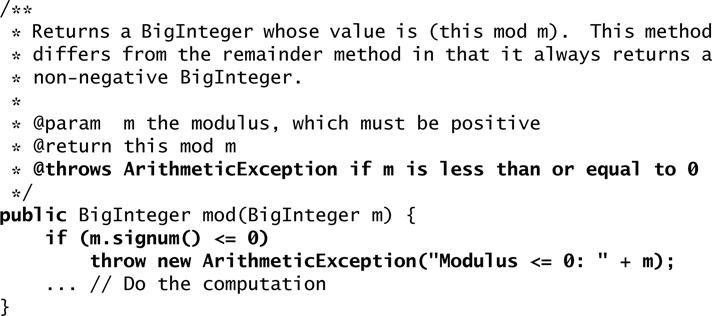 /**
 * Returns a BigInteger whose value is (this mod m).  This method
 * differs from the remainder method in that it always returns a
 * non-negative BigInteger.
 *
 * @param  m the modulus, which must be positive
 * @return this mod m
 * @throws ArithmeticException if m is less than or equal to 0
 */
public BigInteger mod(BigInteger m) {
    if (m.signum() <= 0)
        throw new ArithmeticException("Modulus <= 0: " + m);
    ... // Do the computation
}